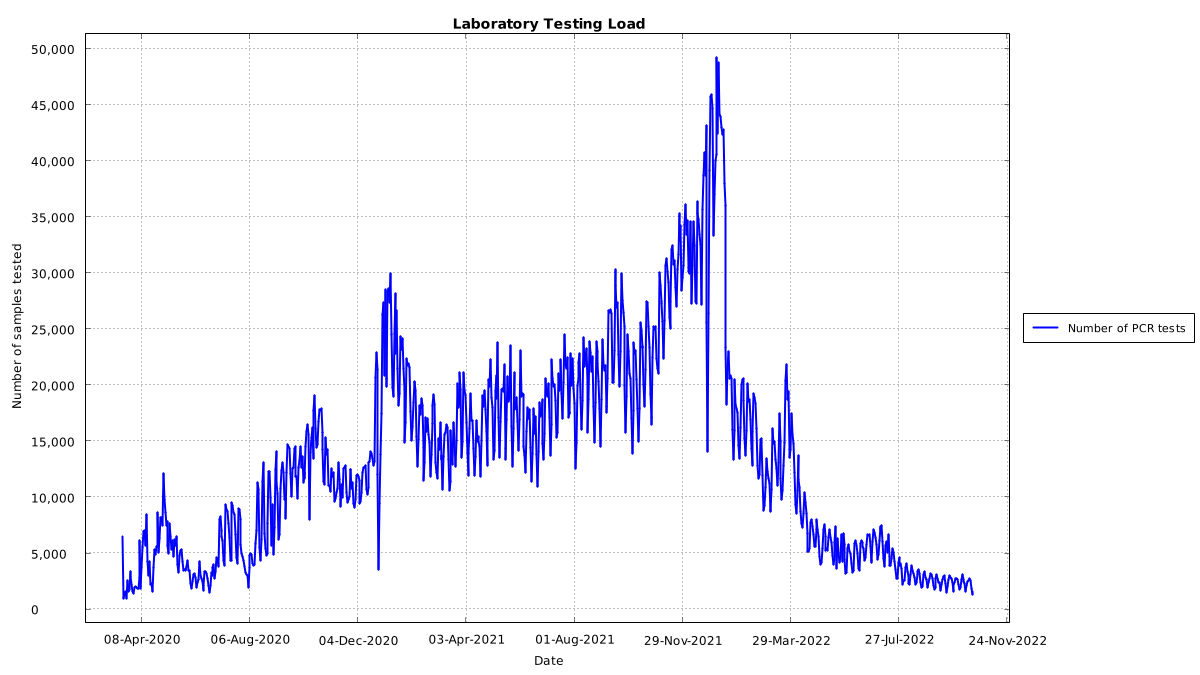 Laboratory Testing Load
50,000
45,000
40,000
35,000
30,000
25,000
20,000
15,000
10,000
5,000
0
Number of samples tested
08-Apr-2020 06-Aug-2020 04-Dec-2020 03-Apr-2021 01-Aug-2021 29-Nov-2021 29-Mar-2022 27-Jul-2022 24-Nov-2022
Date
Number of PCR tests